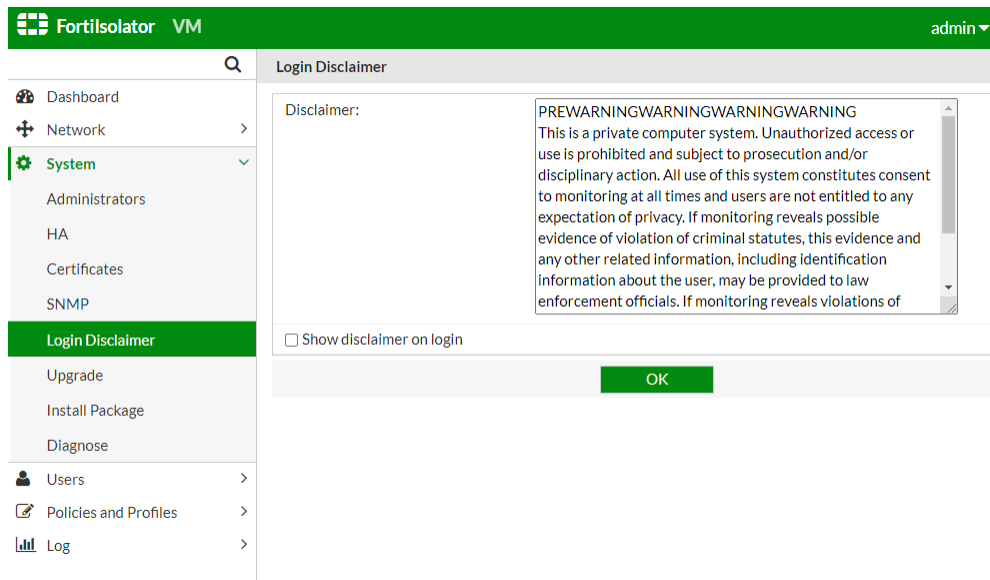 FortiIsolator VM
admin
Login Disclaimer
Dashboard
Network
System
Administrators
HA
Certificates
SNMP
Login Disclaimer
Upgrade
Install Package
Diagnose
Users
Policies and Profiles
Log
Disclaimer:
PREWARNINGWARNINGWARNINGWARNING
This is a private computer system. Unauthorized access or
use is prohibited and subject to prosecution and/or
disciplinary action. All use of this system constitutes consent
to monitoring at all times and users are not entitled to any
expectation of privacy. If monitoring reveals possible
evidence of violation of criminal statutes, this evidence and
any other related information, including identification
information about the user, may be provided to law
enforcement officials. If monitoring reveals violations of
Show disclaimer on login
OK